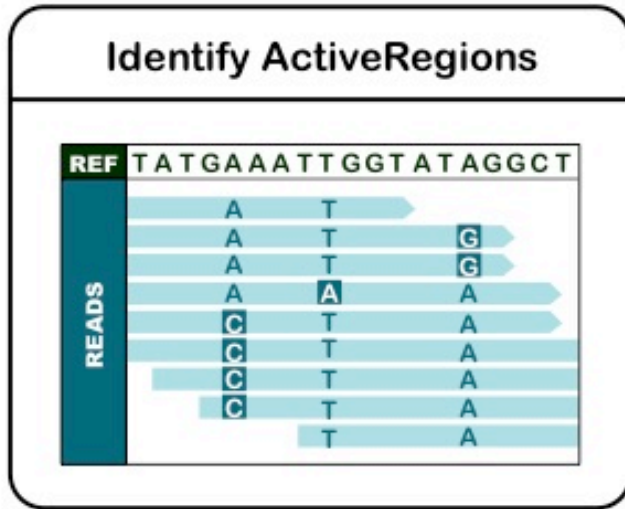 Identify ActiveRegions
REF TATGAAATTGGTATAGGCT
READS
A T
A T G
A T G
A A A
C T A
C T A
C T A
C T A
T A